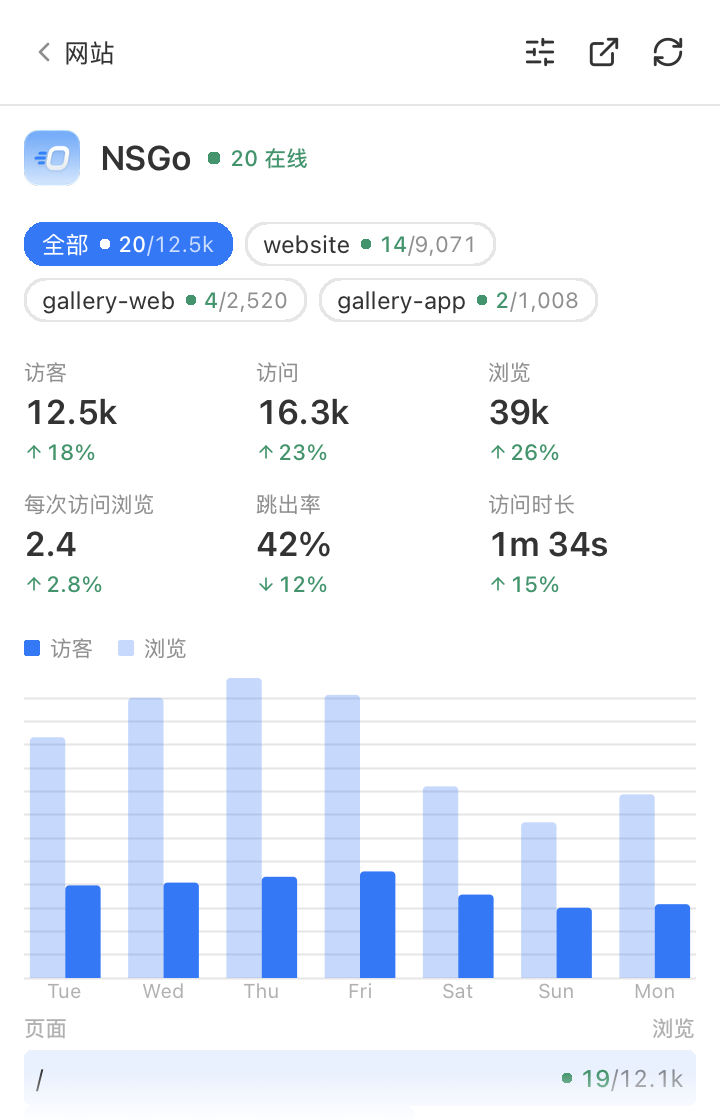 网站
NSGo 20 在线
全部 20/12.5k website 14/9,071
gallery-web 4/2,520 gallery-app 2/1,008
访客 访问 浏览
12.5k 16.3k 39k
↑ 18% ↑ 23% ↑ 26%
每次访问浏览 跳出率 访问时长
2.4 42% 1m 34s
↑ 2.8% ↓ 12% ↑ 15%
访客 浏览
Tue Wed Thu Fri Sat Sun Mon
页面 浏览
/ 19/12.1k